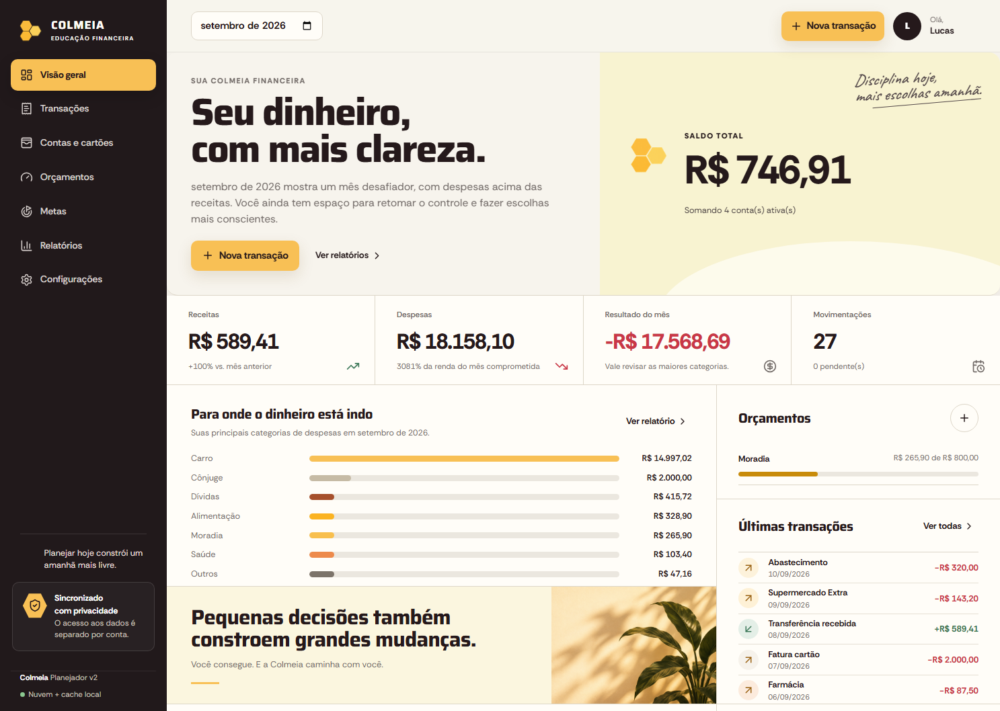 COLMEIA
EDUCAÇÃO FINANCEIRA
Visão geral
Transações
Contas e cartões
Orçamentos
Metas
Relatórios
Configurações
Planejar hoje constrói um
amanhã mais livre.
Sincronizado
com privacidade
O acesso aos dados é
separado por conta.
Colmeia Planejador v2
Nuvem + cache local
setembro de 2026
Nova transação
L
Olá,
Lucas
SUA COLMEIA FINANCEIRA
Seu dinheiro,
com mais clareza.
setembro de 2026 mostra um mês desafiador, com despesas acima das
receitas. Você ainda tem espaço para retomar o controle e fazer escolhas
mais conscientes.
Nova transação
Ver relatórios
Disciplina hoje,
mais escolhas amanhã.
SALDO TOTAL
R$ 746,91
Somando 4 conta(s) ativa(s)
Receitas
R$ 589,41
+100% vs. mês anterior
Despesas
R$ 18.158,10
3081% da renda do mês comprometida
Resultado do mês
-R$ 17.568,69
Vale revisar as maiores categorias.
Movimentações
27
0 pendente(s)
Para onde o dinheiro está indo
Suas principais categorias de despesas em setembro de 2026.
Ver relatório
Carro R$ 14.997,02
Cônjuge R$ 2.000,00
Dívidas R$ 415,72
Alimentação R$ 328,90
Moradia R$ 265,90
Saúde R$ 103,40
Outros R$ 47,16
Pequenas decisões também
constroem grandes mudanças.
Você consegue. E a Colmeia caminha com você.
Orçamentos
Moradia R$ 265,90 de R$ 800,00
Últimas transações
Ver todas
Abastecimento
10/09/2026
-R$ 320,00
Supermercado Extra
09/09/2026
-R$ 143,20
Transferência recebida
08/09/2026
+R$ 589,41
Fatura cartão
07/09/2026
-R$ 2.000,00
Farmácia
06/09/2026
-R$ 87,50